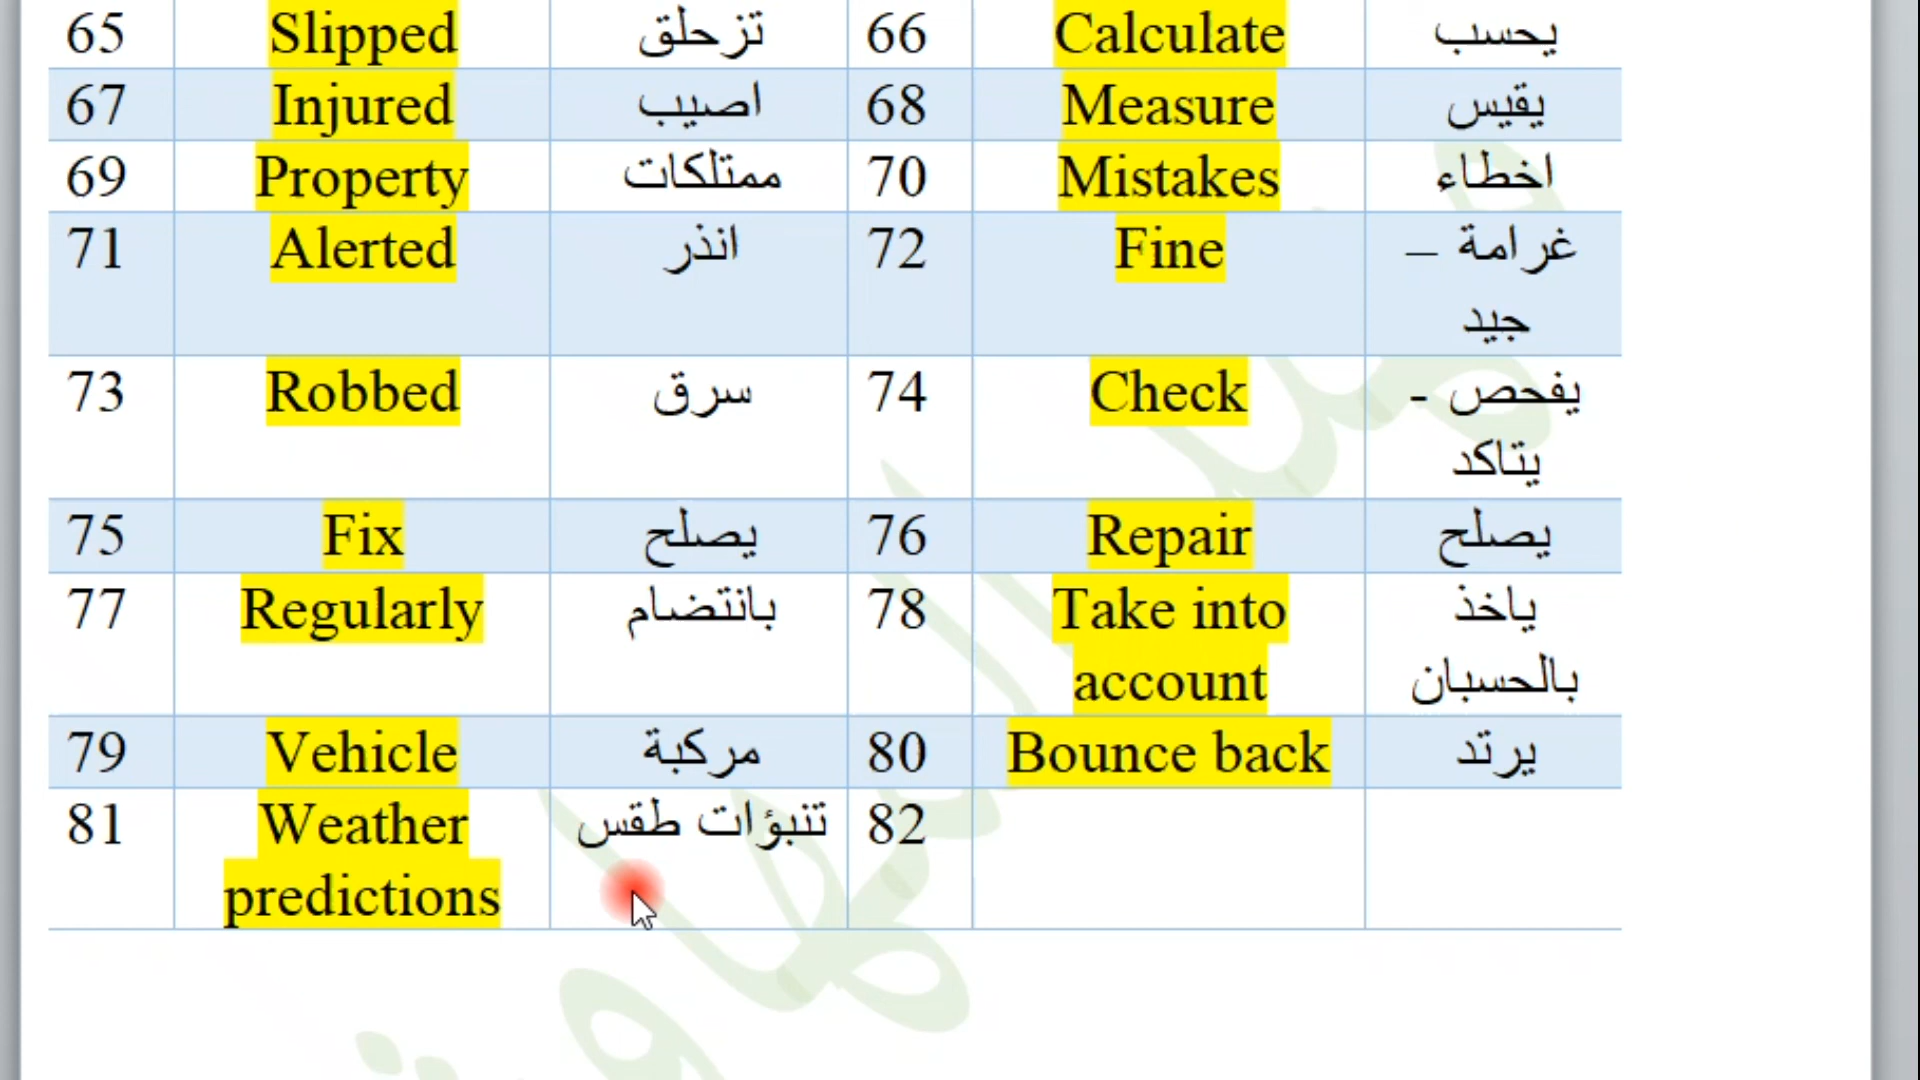 65 Slipped تزحلق 66 Calculate يحسب
67 Injured اصيب 68 Measure يقيس
69 Property ممتلكات 70 Mistakes اخطاء
71 Alerted انذر 72 Fine غرامة –
جيد
73 Robbed سرق 74 Check يفحص -
يتاكد
75 Fix يصلح 76 Repair يصلح
77 Regularly بانتضام 78 Take into ياخذ
account بالحسبان
79 Vehicle مركبة 80 Bounce back يرتد
81 Weather تنبؤات طقس 82
predictions